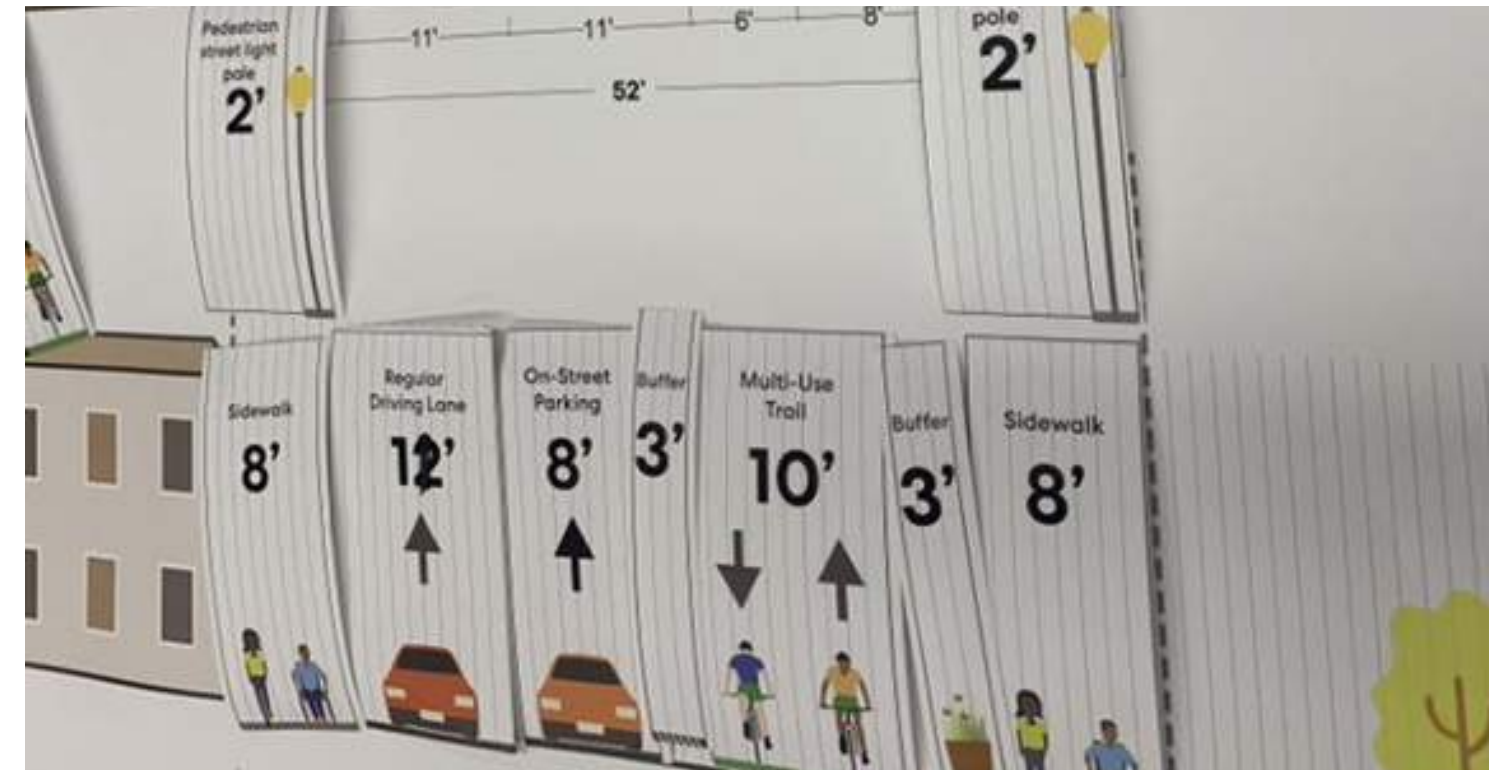 Pedestrian
street light
pole
2'
11'
11'
6'
8'
52'
pole
2'
Sidewalk
8'
Regular
Driving Lane
12'
On-Street
Parking
8'
Buffer
3'
Multi-Use
Trail
10'
Buffer
3'
Sidewalk
8'